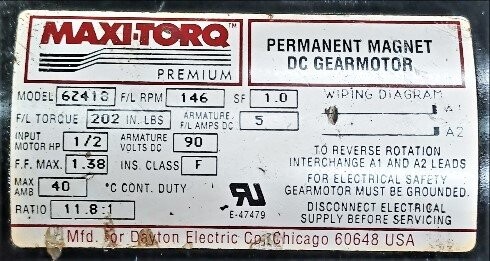 MAXI-TORQ™
PREMIUM
PERMANENT MAGNET
DC GEARMOTOR
MODEL 6Z418 F/L RPM 146 SF 1.0
F/L TORQUE 202 IN. LBS ARMATURE F/L AMPS DC 5
INPUT MOTOR HP 1/2 ARMATURE VOLTS DC 90
F.F. MAX. 1.38 INS. CLASS F
MAX AMB 40 °C CONT. DUTY
RATIO 11.8:1
E-47479
WIRING DIAGRAM
A1
A2
TO REVERSE ROTATION
INTERCHANGE A1 AND A2 LEADS
FOR ELECTRICAL SAFETY
GEARMOTOR MUST BE GROUNDED.
DISCONNECT ELECTRICAL
SUPPLY BEFORE SERVICING
Mfd. for Dayton Electric Co. Chicago 60648 USA